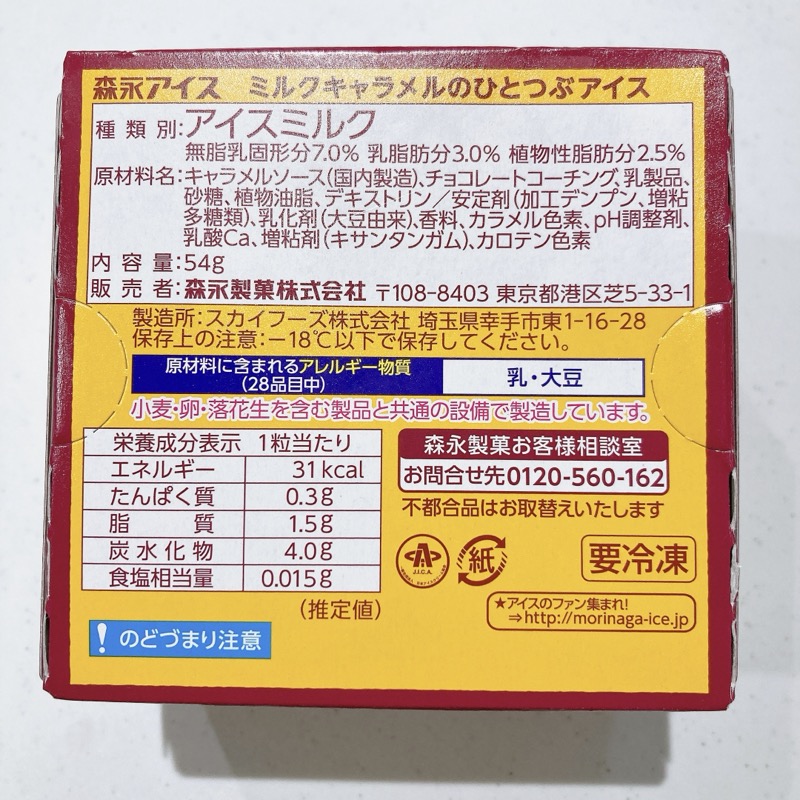 森永アイス ミルクキャラメルのひとつぶアイス
種類別:アイスミルク
無脂乳固形分7.0% 乳脂肪分3.0% 植物性脂肪分2.5%
原材料名:キャラメルソース(国内製造)、チョコレートコーチング、乳製品、
砂糖、植物油脂、デキストリン/安定剤(加工デンプン、増粘
多糖類)、乳化剤(大豆由来)、香料、カラメル色素、pH調整剤、
乳酸Ca、増粘剤(キサンタンガム)、カロテン色素
内容量:54g
販売者:森永製菓株式会社 〒108-8403 東京都港区芝5-33-1
製造所:スカイフーズ株式会社 埼玉県幸手市東1-16-28
保存上の注意:-18℃以下で保存してください。
原材料に含まれるアレルギー物質
(28品目中)
乳・大豆
小麦・卵・落花生を含む製品と共通の設備で製造しています。
栄養成分表示 1粒当たり
エネルギー 31kcal
たんぱく質 0.3g
脂質 1.5g
炭水化物 4.0g
食塩相当量 0.015g
(推定値)
! のどづまり注意
森永製菓お客様相談室
お問合せ先0120-560-162
不都合品はお取替えいたします
J.I.C.A.
紙
要冷凍
★アイスのファン集まれ!
⇒http://morinaga-ice.jp